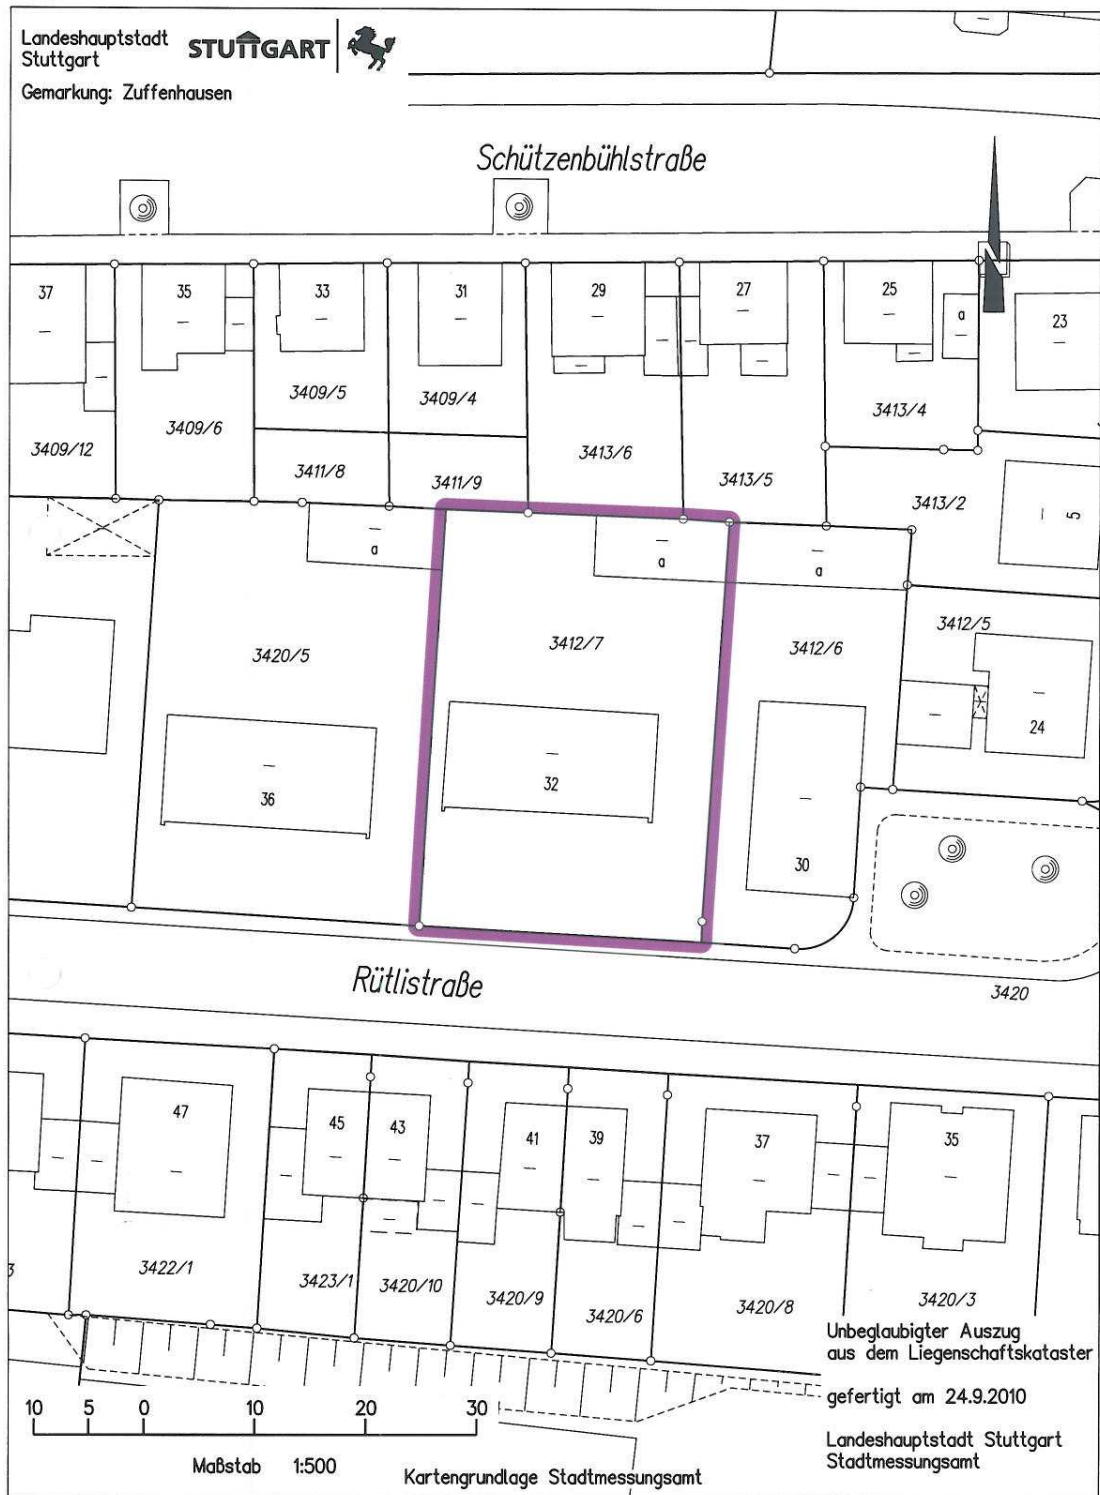 Landeshauptstadt
Stuttgart
STUTTGART
Gemarkung: Zuffenhausen
Schützenbühlstraße
N
37
35
33
31
29
27
25
a
23
3409/12
3409/6
3409/5
3409/4
3413/6
3413/5
3413/4
3411/8
3411/9
3413/2
5
a
a
a
3420/5
3412/7
3412/6
3412/5
24
36
32
30
Rütlistraße
3420
47
45
43
41
39
37
35
3
3422/1
3423/1
3420/10
3420/9
3420/6
3420/8
3420/3
Unbeglaubigter Auszug
aus dem Liegenschaftskataster
gefertigt am 24.9.2010
Landeshauptstadt Stuttgart
Stadtmessungsamt
10 5 0 10 20 30
Maßstab 1:500
Kartengrundlage Stadtmessungsamt